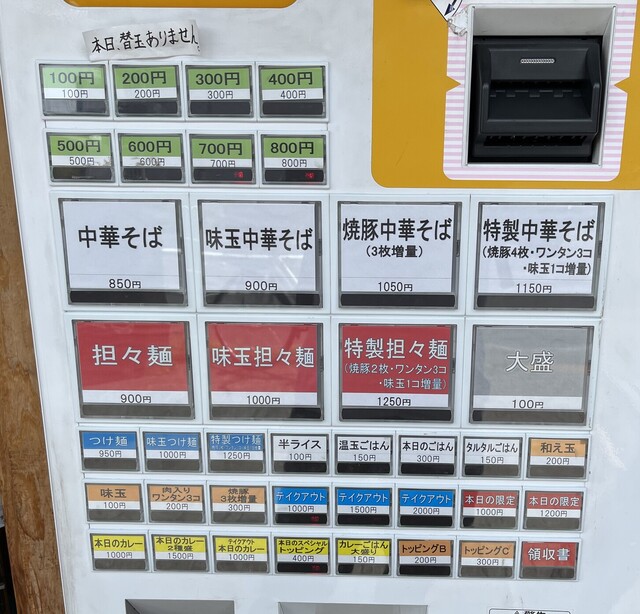 本日、替玉ありません。
100円
100円
200円
200円
300円
300円
400円
400円
500円
500円
600円
600円
700円
700円
800円
800円
中華そば
850円
味玉中華そば
900円
焼豚中華そば
(3枚増量)
1050円
特製中華そば
(焼豚4枚・ワンタン3コ
・味玉1コ増量)
1150円
担々麺
900円
味玉担々麺
1000円
特製担々麺
(焼豚2枚・ワンタン3コ
・味玉1コ増量)
1250円
大盛
100円
つけ麺
950円
味玉つけ麺
1000円
特製つけ麺
1250円
半ライス
100円
温玉ごはん
150円
本日のごはん
300円
タルタルごはん
150円
和え玉
200円
味玉
100円
肉入り
ワンタン3コ
200円
焼豚
3枚増量
300円
テイクアウト
1000円
テイクアウト
1500円
テイクアウト
2000円
本日の限定
1000円
本日の限定
1200円
本日のカレー
1000円
本日のカレー
2種盛
1500円
テイクアウト
本日のカレー
1000円
本日のスペシャル
トッピング
400円
カレーごはん
大盛り
150円
トッピングB
200円
トッピングC
300円
領収書